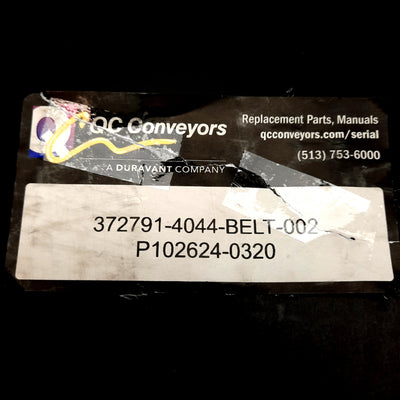 QC Conveyors
A DURAVANT COMPANY
Replacement Parts, Manuals
qcconveyors.com/serial
(513) 753-6000
372791-4044-BELT-002
P102624-0320